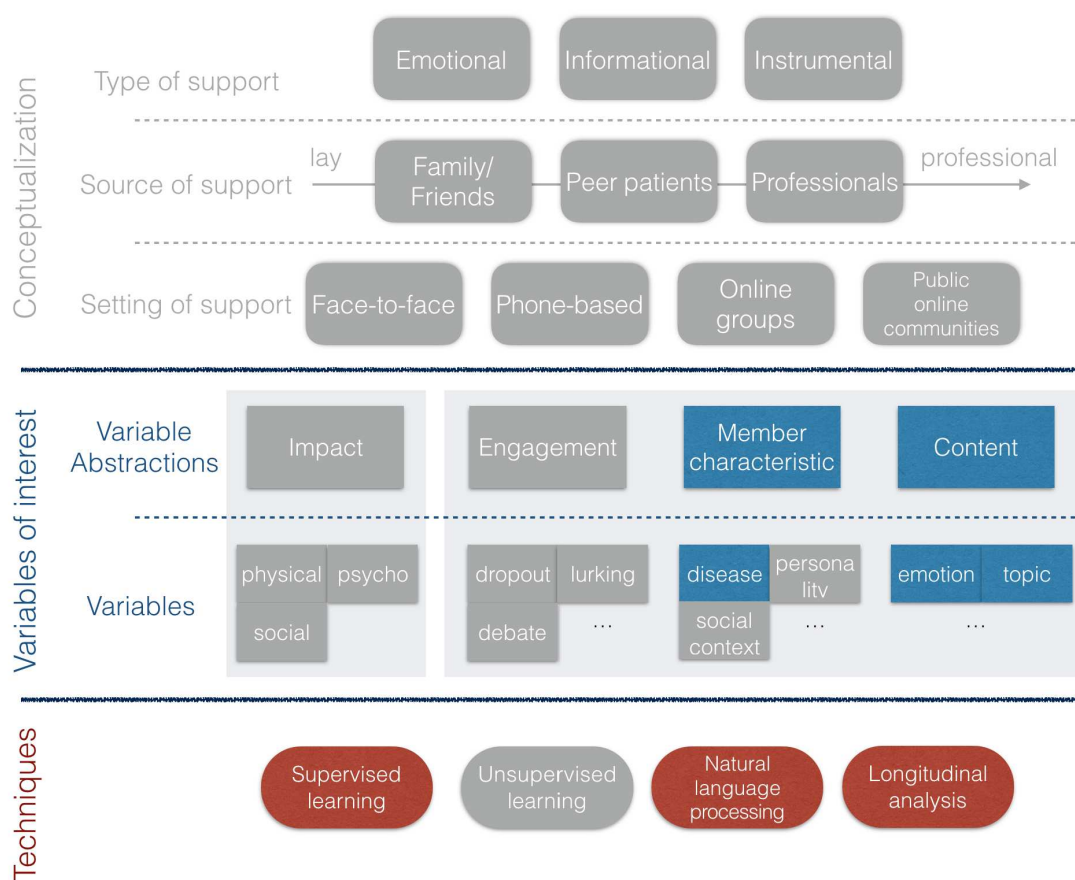 Conceptualization
Type of support
Emotional
Informational
Instrumental
Source of support
lay
Family/
Friends
Peer patients
Professionals
professional
Setting of support
Face-to-face
Phone-based
Online
groups
Public
online
communities
Variables of interest
Variable
Abstractions
Impact
Engagement
Member
characteristic
Content
Variables
physical
psycho
social
dropout
lurking
debate
...
disease
persona
lity
social
context
...
emotion
topic
...
Techniques
Supervised
learning
Unsupervised
learning
Natural
language
processing
Longitudinal
analysis